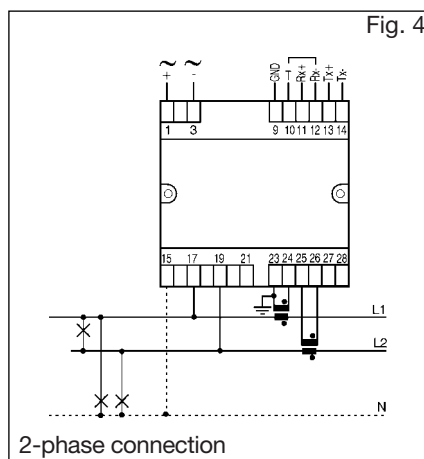 Fig. 4
~ ~
+ -
GND T Rx+ Rx- Tx+ Tx-
1 3 9 10 11 12 13 14
15 17 19 21 23 24 25 26 27 28
L1
L2
N
2-phase connection